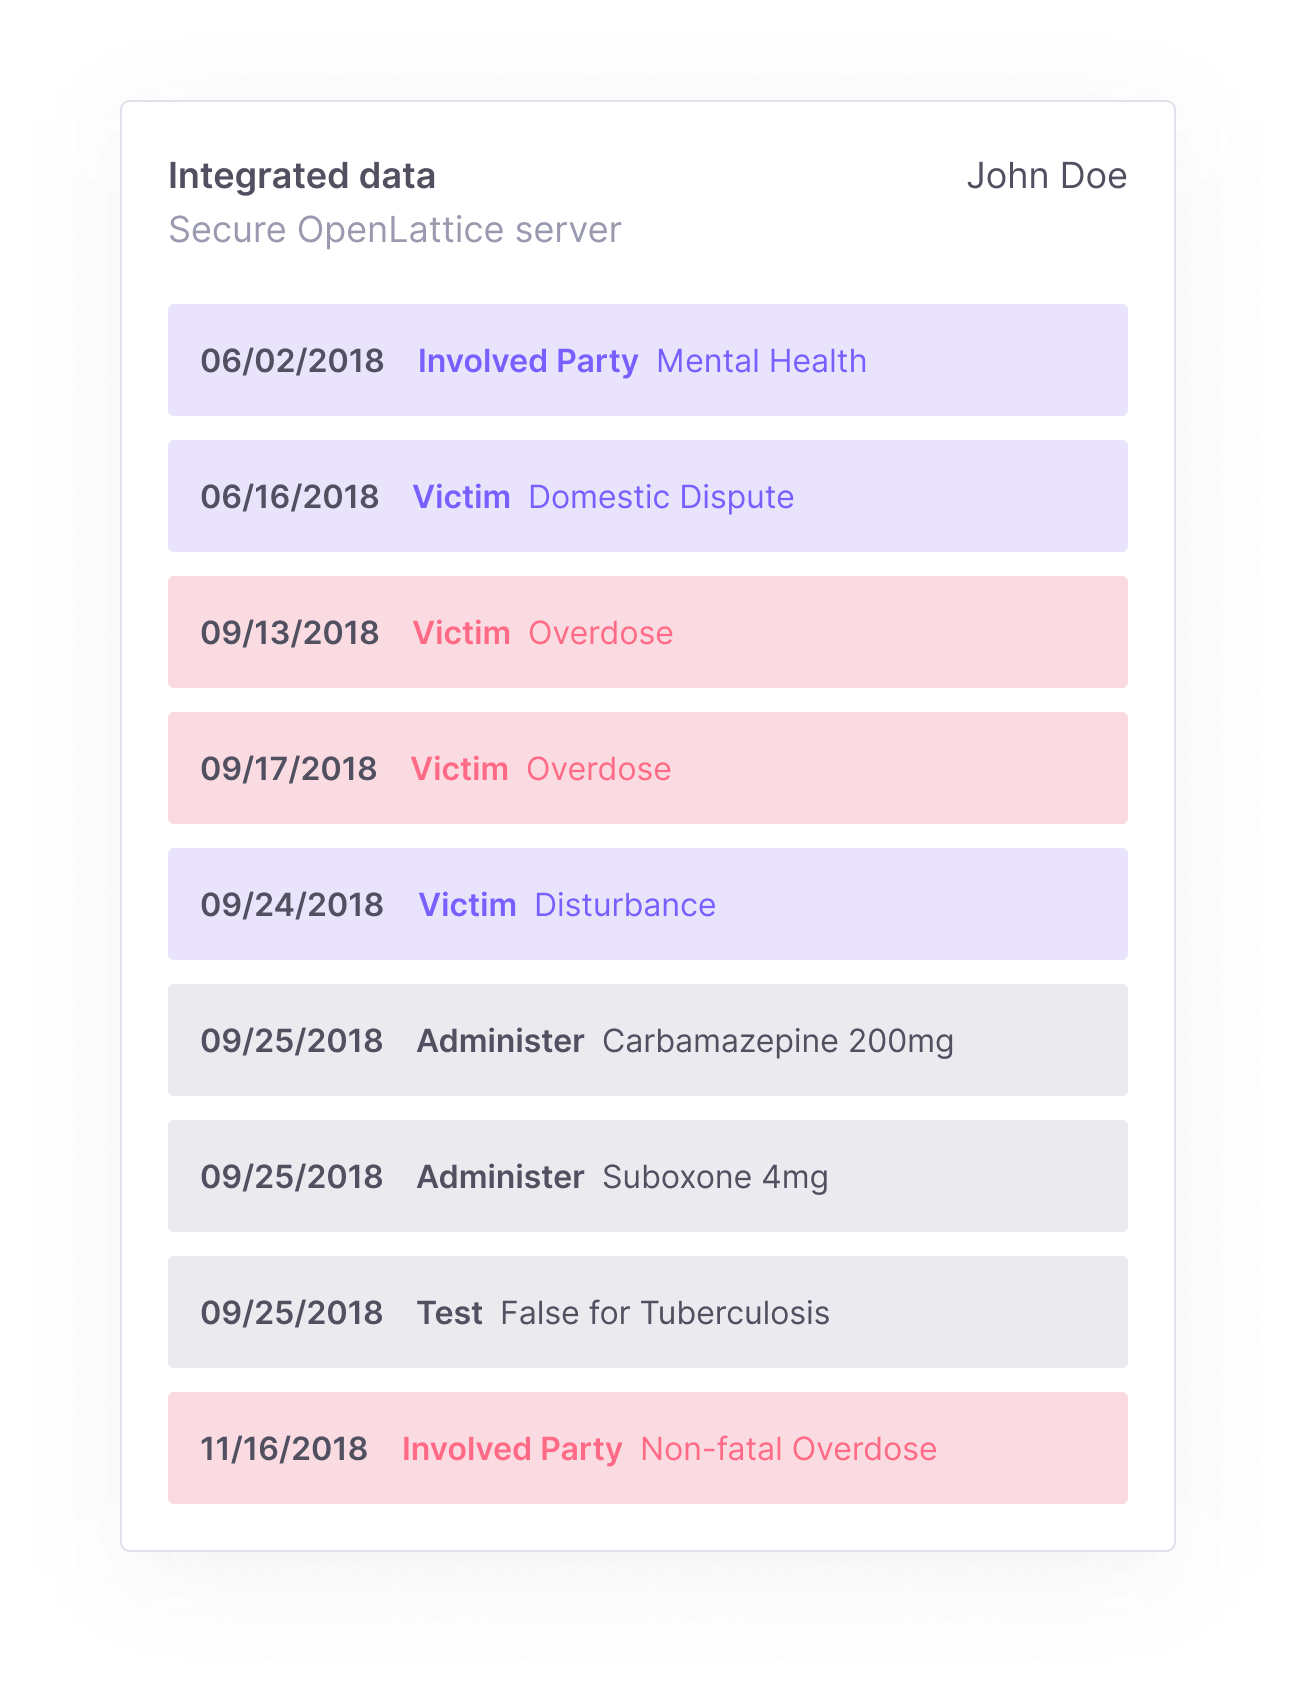 Integrated data John Doe
Secure OpenLattice server
06/02/2018 Involved Party Mental Health
06/16/2018 Victim Domestic Dispute
09/13/2018 Victim Overdose
09/17/2018 Victim Overdose
09/24/2018 Victim Disturbance
09/25/2018 Administer Carbamazepine 200mg
09/25/2018 Administer Suboxone 4mg
09/25/2018 Test False for Tuberculosis
11/16/2018 Involved Party Non-fatal Overdose